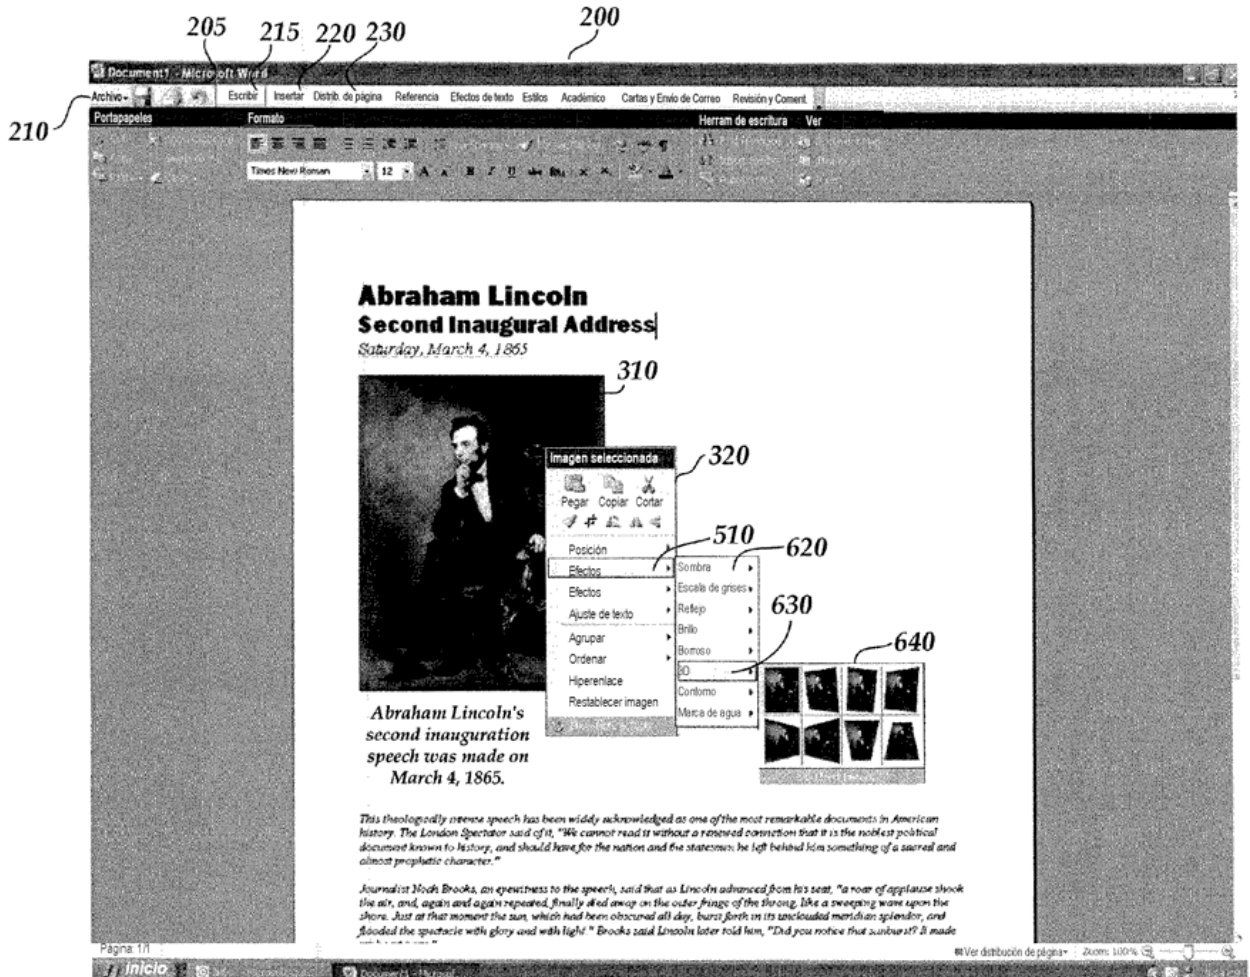 200
205 215 220 230
Document1 - Microsoft Word
Archivo Escribir Insertar Distrib. de página Referencia Efectos de texto Estilos Académico Cartas y Envío de Correo Revisión y Coment.
210
Portapapeles Formato Herram de escritura Ver
Times New Roman 12
Abraham Lincoln
Second Inaugural Address
Saturday, March 4, 1865
310
Imagen seleccionada
320
Pegar Copiar Cortar
510
Posición
620
Efectos
Sombra
Efectos
Escala de grises
Ajuste de texto
Reflejo
630
Agrupar
Brillo
640
Ordenar
Borroso
Hiperenlace
3D
Restablecer imagen
Contorno
Marca de agua
Abraham Lincoln's
second inauguration
speech was made on
March 4, 1865.
This theologically intense speech has been widely acknowledged as one of the most remarkable documents in American
history. The London Spectator said of it, "We cannot read it without a renewed conviction that it is the noblest political
document known to history, and should have for the nation and the statesmen he left behind him something of a sacred and
almost prophetic character."
Journalist Noah Brooks, an eyewitness to the speech, said that as Lincoln advanced from his seat, "a roar of applause shook
the air, and, again and again repeated, finally died away on the outer fringe of the throng, like a sweeping wave upon the
shore. Just at that moment the sun, which had been obscured all day, burst forth in its unclouded meridian splendor, and
flooded the spectacle with glory and with light." Brooks said Lincoln later told him, "Did you notice that sunburst? It made
Pagina: 1/1 Ver distribución de página Zoom: 100%
inicio Document1 - Microsof